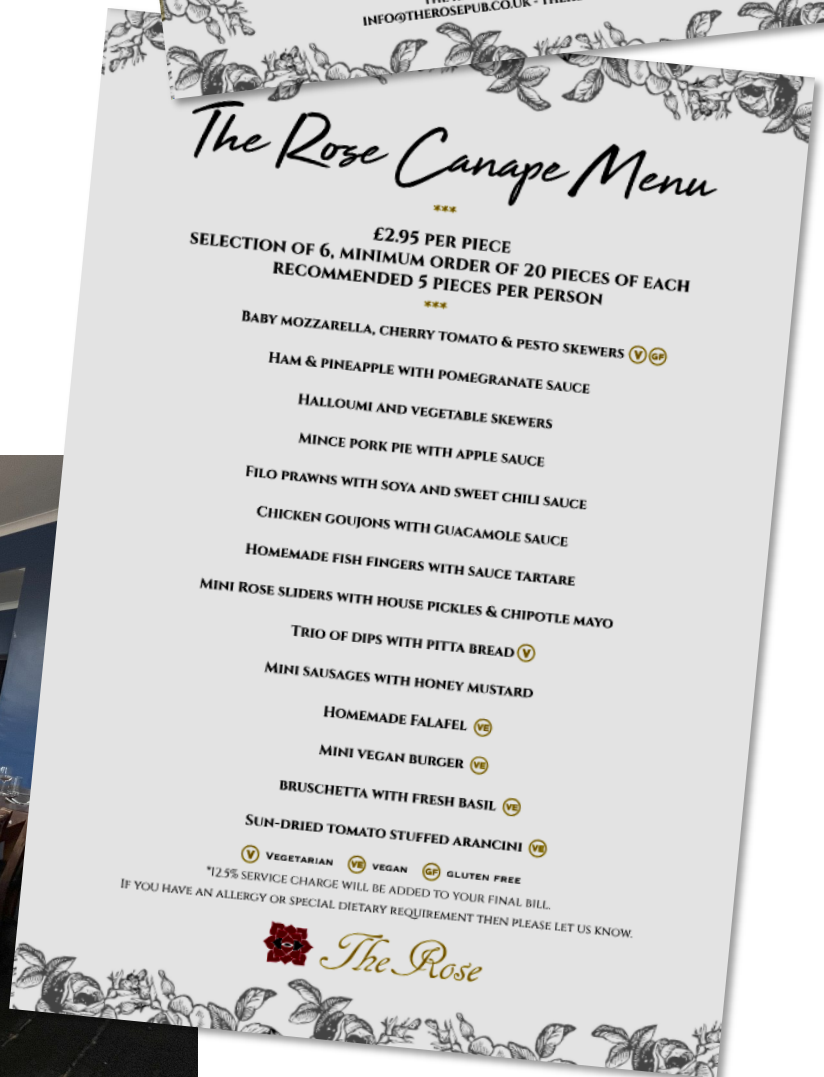 INFO@THEROSEPUB.CO.UK -
The Rose Canape Menu
***
£2.95 PER PIECE
SELECTION OF 6, MINIMUM ORDER OF 20 PIECES OF EACH
RECOMMENDED 5 PIECES PER PERSON
***
BABY MOZZARELLA, CHERRY TOMATO & PESTO SKEWERS V GF
HAM & PINEAPPLE WITH POMEGRANATE SAUCE
HALLOUMI AND VEGETABLE SKEWERS
MINCE PORK PIE WITH APPLE SAUCE
FILO PRAWNS WITH SOYA AND SWEET CHILI SAUCE
CHICKEN GOUJONS WITH GUACAMOLE SAUCE
HOMEMADE FISH FINGERS WITH SAUCE TARTARE
MINI ROSE SLIDERS WITH HOUSE PICKLES & CHIPOTLE MAYO
TRIO OF DIPS WITH PITTA BREAD V
MINI SAUSAGES WITH HONEY MUSTARD
HOMEMADE FALAFEL VE
MINI VEGAN BURGER VE
BRUSCHETTA WITH FRESH BASIL VE
SUN-DRIED TOMATO STUFFED ARANCINI VE
V VEGETARIAN VE VEGAN GF GLUTEN FREE
*12.5% SERVICE CHARGE WILL BE ADDED TO YOUR FINAL BILL.
IF YOU HAVE AN ALLERGY OR SPECIAL DIETARY REQUIREMENT THEN PLEASE LET US KNOW.
The Rose